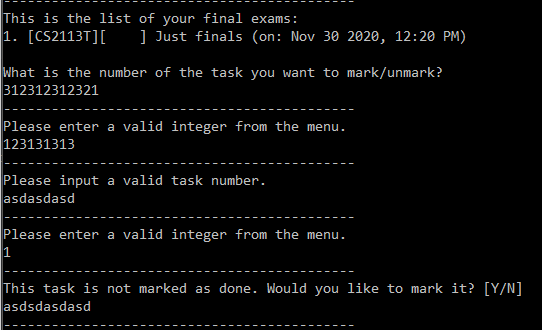 --------------------------------------------
This is the list of your final exams:
1. [CS2113T][    ] Just finals (on: Nov 30 2020, 12:20 PM)
What is the number of the task you want to mark/unmark?
312312312321
--------------------------------------------
Please enter a valid integer from the menu.
123131313
--------------------------------------------
Please input a valid task number.
asdasdasd
--------------------------------------------
Please enter a valid integer from the menu.
1
--------------------------------------------
This task is not marked as done. Would you like to mark it? [Y/N]
asdsdasdasd
--------------------------------------------